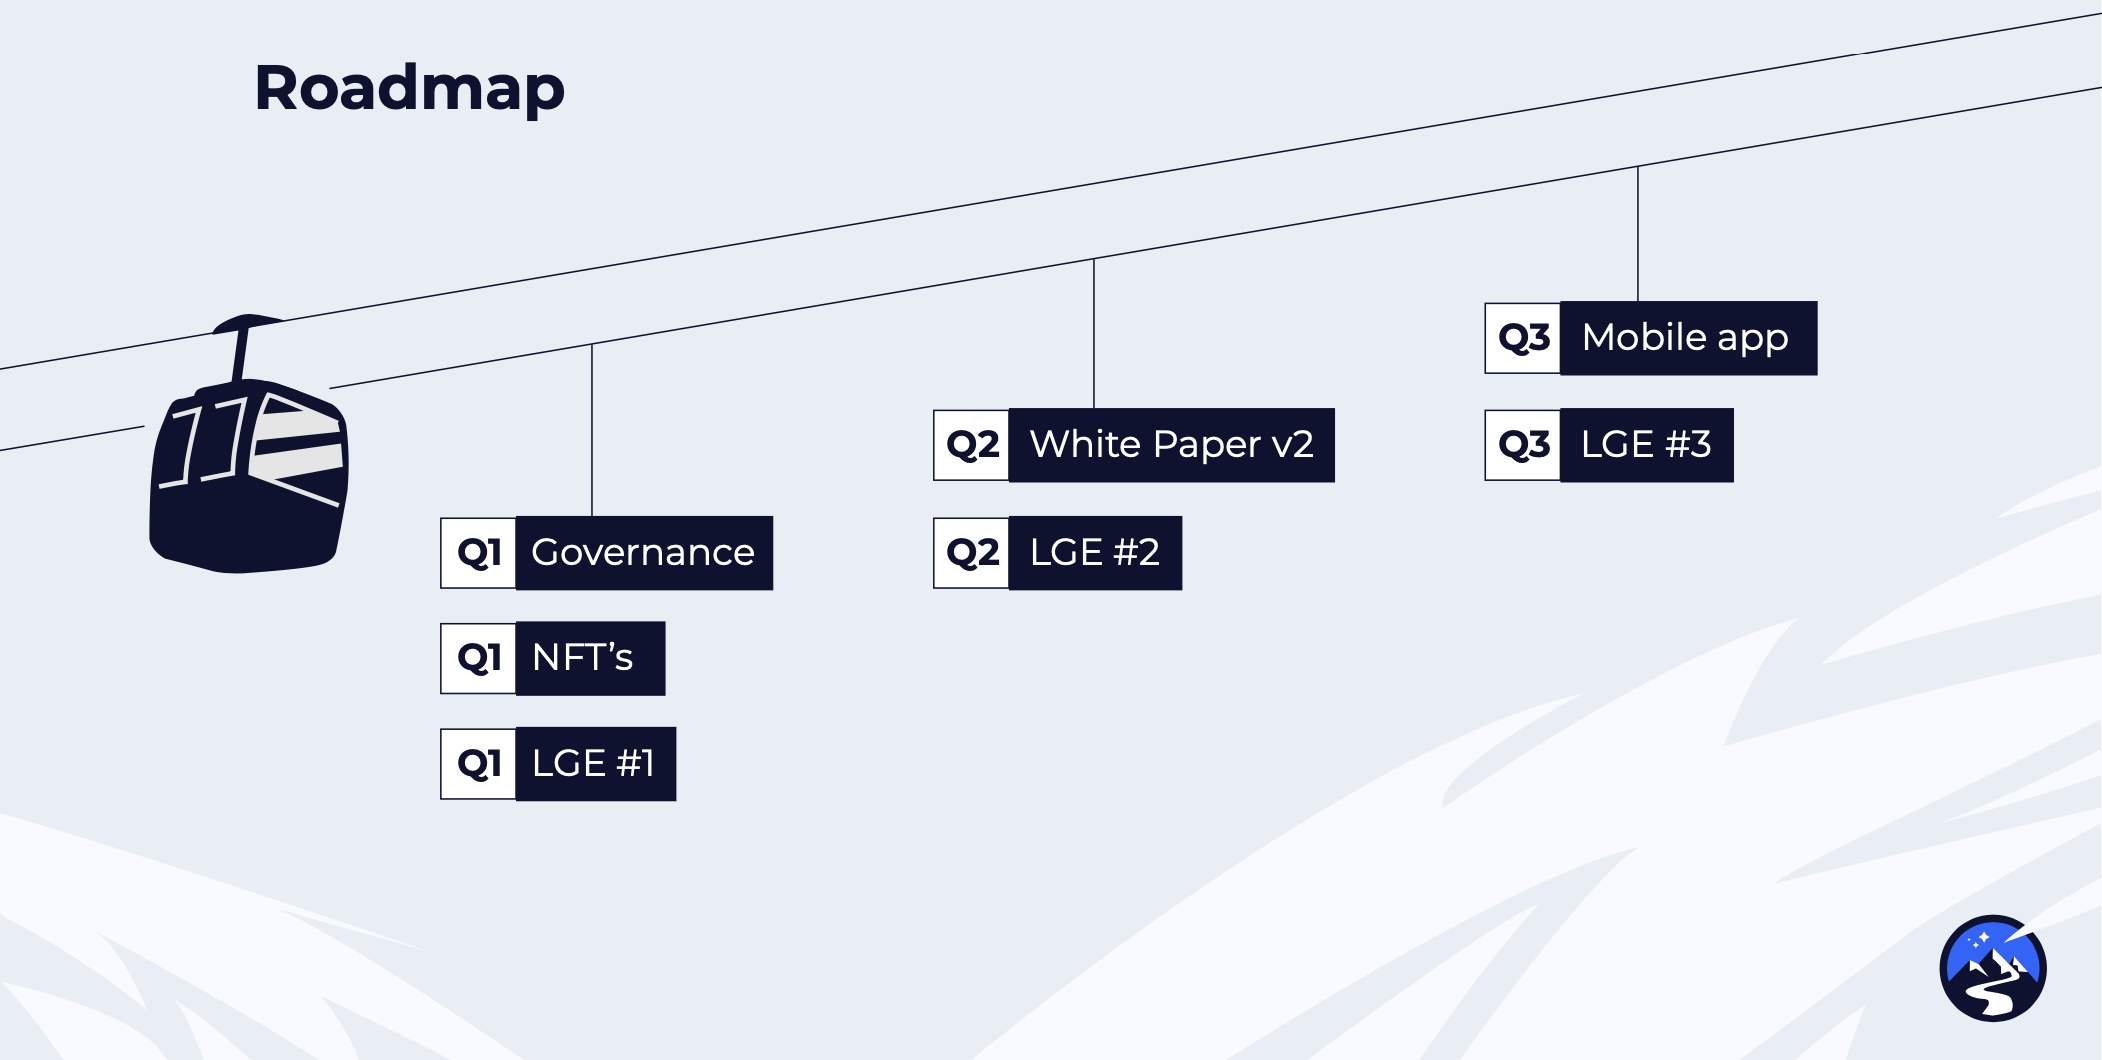 Roadmap
Q1 Governance
Q1 NFT’s
Q1 LGE #1
Q2 White Paper v2
Q2 LGE #2
Q3 Mobile app
Q3 LGE #3